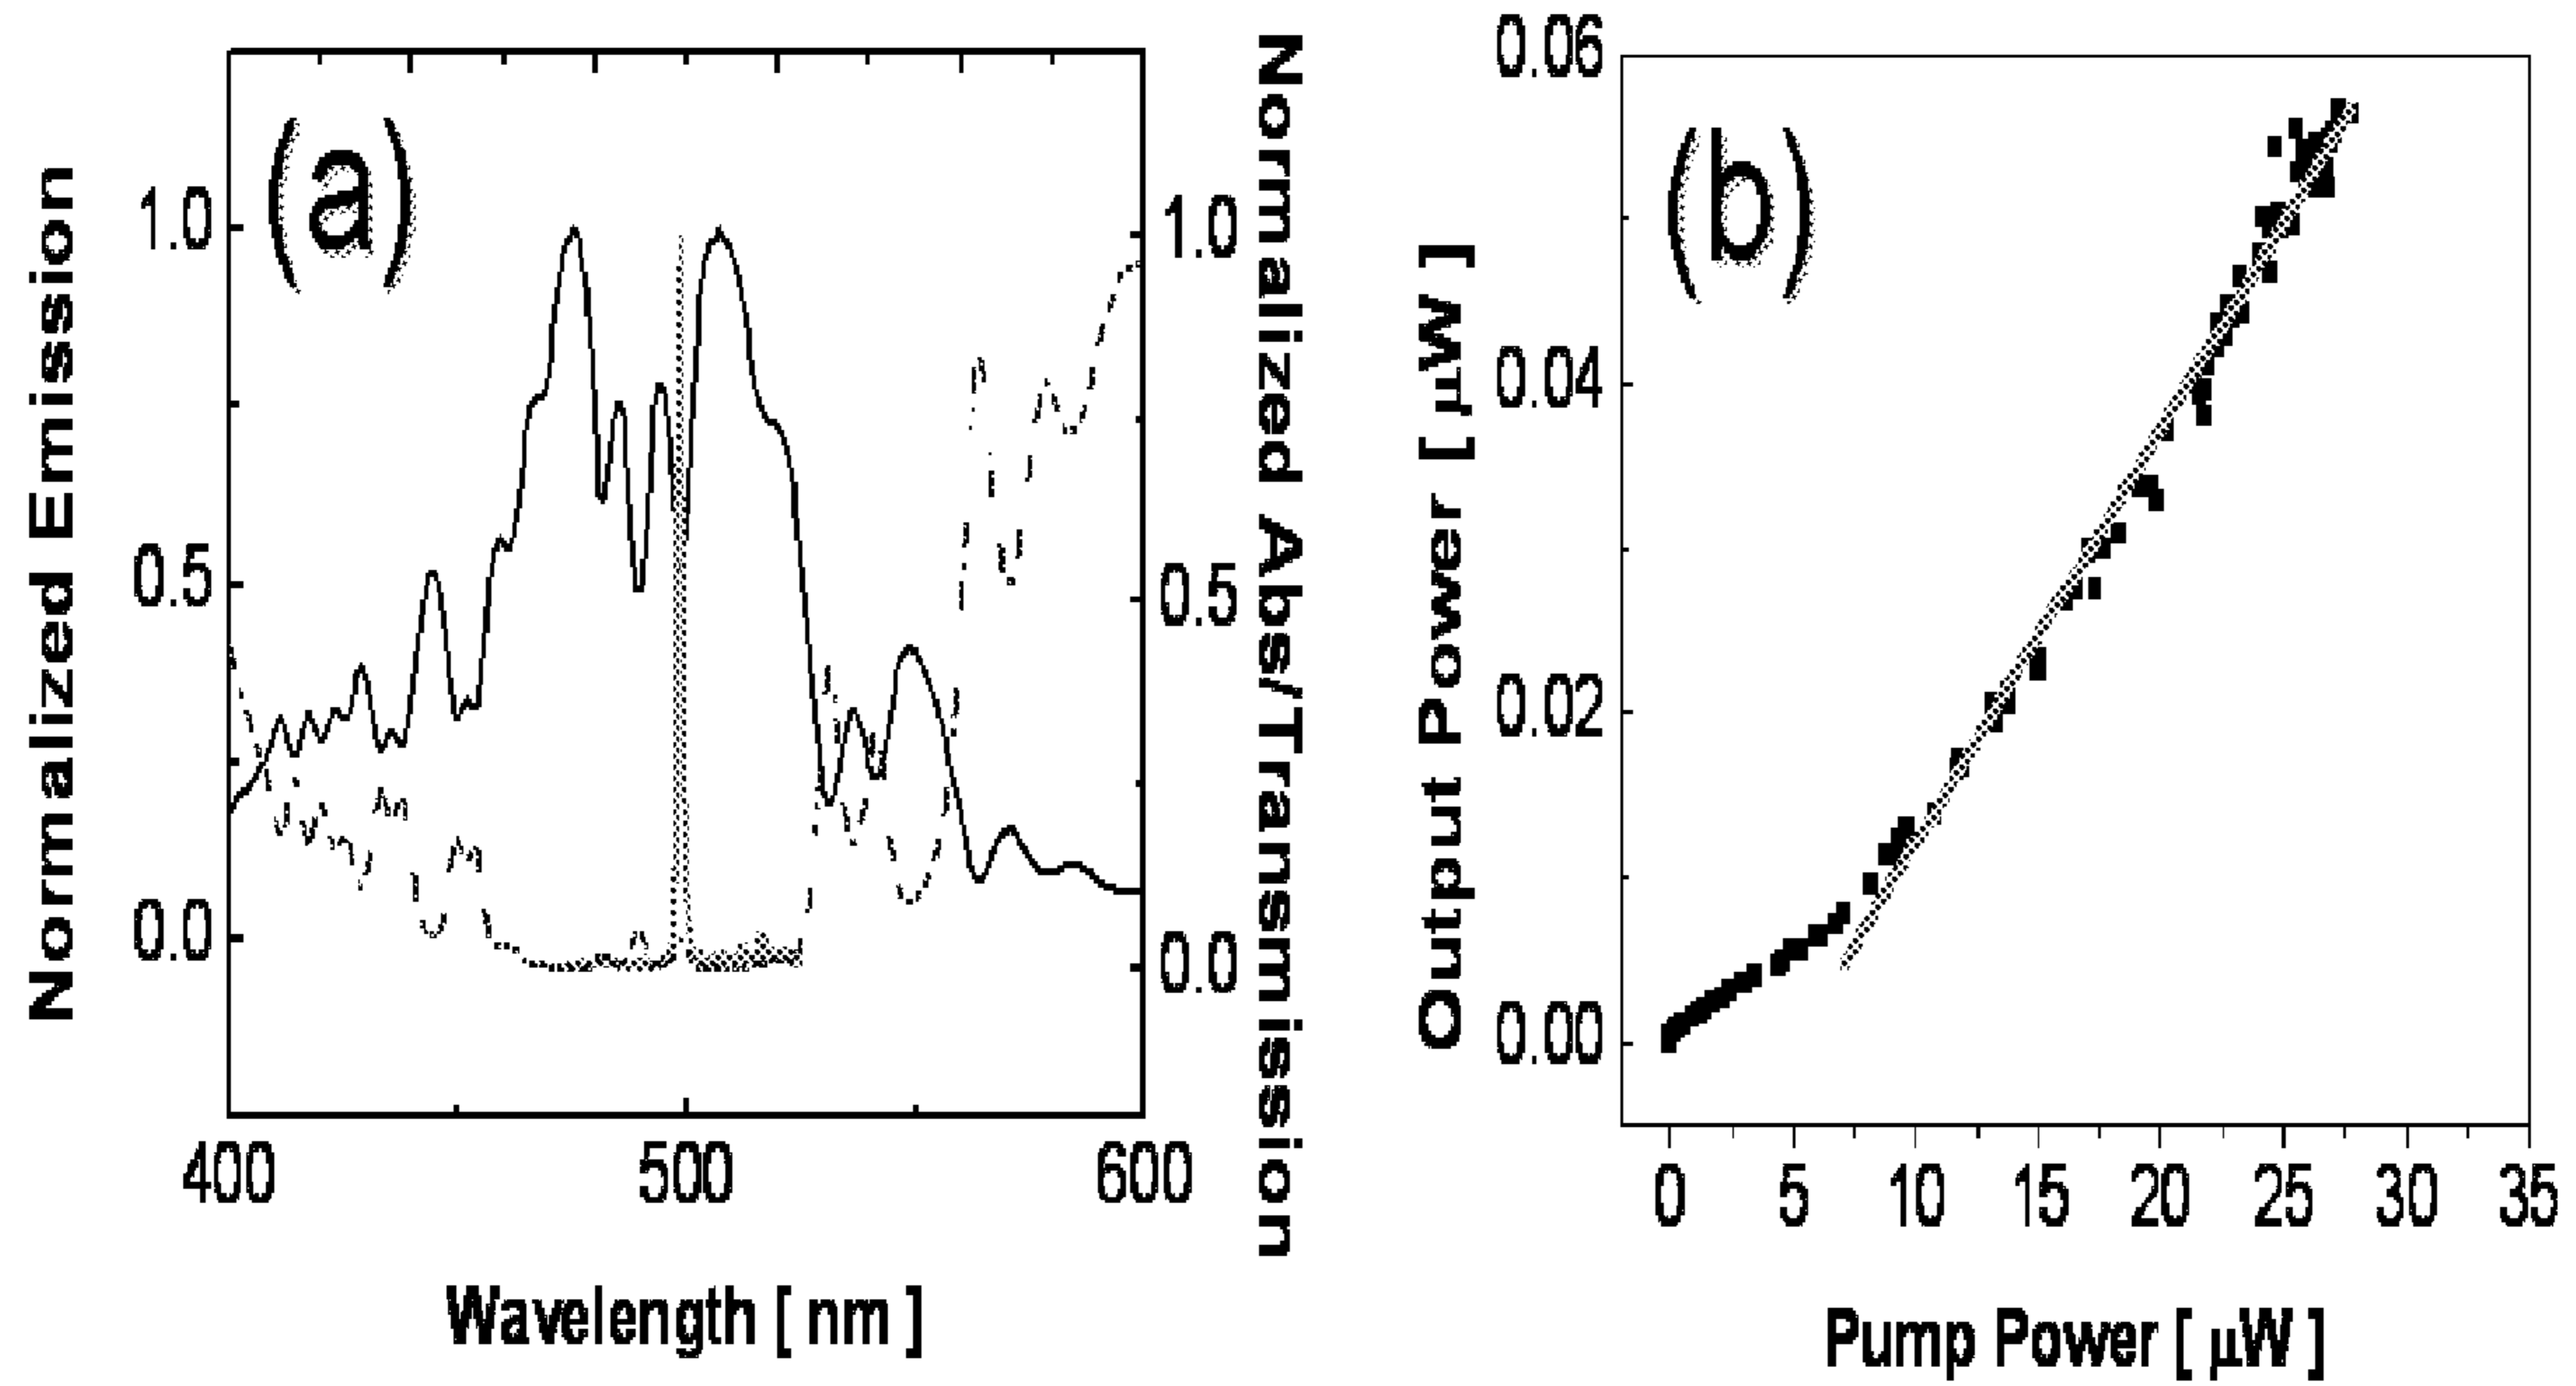 (a)
Normalized Emission
1.0
0.5
0.0
400 500 600
Wavelength [ nm ]
1.0
0.5
0.0
Normalized Abs/Transmission
(b)
Output Power [ μW ]
0.06
0.04
0.02
0.00
0 5 10 15 20 25 30 35
Pump Power [ μW ]